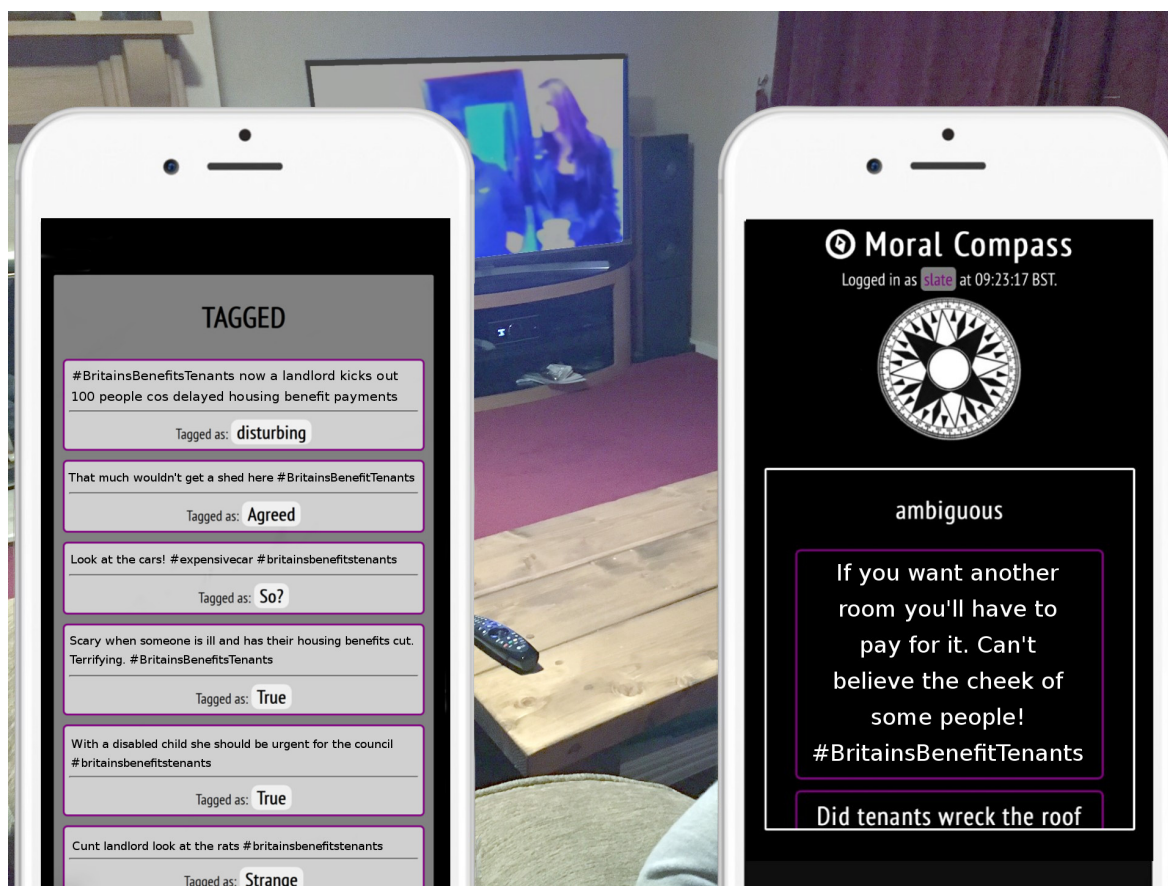 TAGGED
#BritainsBenefitsTenants now a landlord kicks out
100 people cos delayed housing benefit payments
Tagged as: disturbing
That much wouldn't get a shed here #BritainsBenefitTenants
Tagged as: Agreed
Look at the cars! #expensivecar #britainsbenefitstenants
Tagged as: So?
Scary when someone is ill and has their housing benefits cut.
Terrifying. #BritainsBenefitsTenants
Tagged as: True
With a disabled child she should be urgent for the council
#britainsbenefitstenants
Tagged as: True
Cunt landlord look at the rats #britainsbenefitstenants
Tagged as: Strange
Moral Compass
Logged in as slate at 09:23:17 BST.
ambiguous
If you want another
room you'll have to
pay for it. Can't
believe the cheek of
some people!
#BritainsBenefitTenants
Did tenants wreck the roof